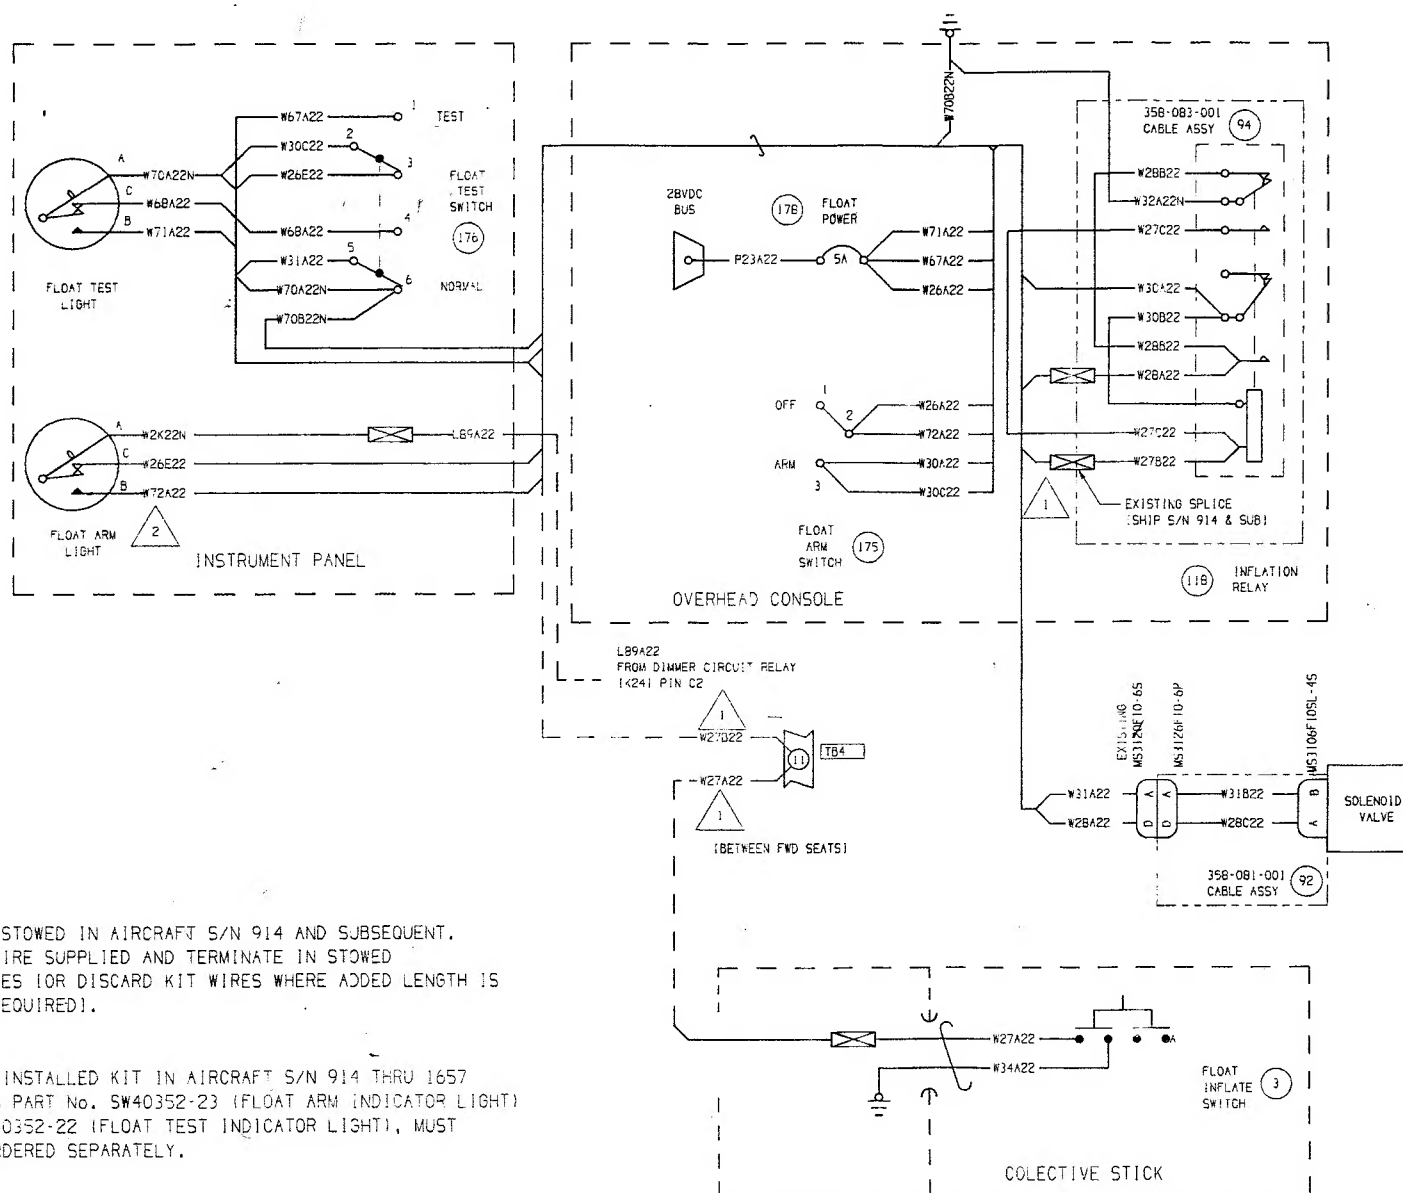 W67A22
1
TEST
W30C22
2
A
W70A22N
W26E22
3
FLOAT
TEST
SWITCH
C
W68A22
W68A22
4
176
B
W71A22
W31A22
5
W70A22N
6
NORMAL
W70B22N
FLOAT TEST
LIGHT
A
W2K22N
L89A22
C
W26E22
B
W72A22
2
FLOAT ARM
LIGHT
INSTRUMENT PANEL
W70B22N
28VDC
BUS
178
FLOAT
POWER
P23A22
5A
W71A22
W67A22
W26A22
OFF
1
2
W26A22
W72A22
ARM
W30A22
3
W30C22
FLOAT
ARM
SWITCH
175
OVERHEAD CONSOLE
358-083-001
CABLE ASSY
94
W28B22
W32A22N
W27C22
W30A22
W30B22
W28B22
W28A22
W27C22
W27B22
1
EXISTING SPLICE
(SHIP S/N 914 & SUB)
118
INFLATION
RELAY
L89A22
FROM DIMMER CIRCUIT RELAY
(K24) PIN C2
1
W27B22
11
TB4
W27A22
1
(BETWEEN FWD SEATS)
EXISTING
MS3120E10-6S
MS3126F10-6P
MS3106F10SL-4S
W31A22
A
A
W31B22
B
W28A22
D
D
W28C22
A
SOLENOID
VALVE
358-081-001
CABLE ASSY
92
STOWED IN AIRCRAFT S/N 914 AND SUBSEQUENT.
IRE SUPPLIED AND TERMINATE IN STOWED
ES (OR DISCARD KIT WIRES WHERE ADDED LENGTH IS
EQUIRED).
INSTALLED KIT IN AIRCRAFT S/N 914 THRU 1657
PART No. SW40352-23 (FLOAT ARM INDICATOR LIGHT)
0352-22 (FLOAT TEST INDICATOR LIGHT), MUST
DERED SEPARATELY.
W27A22
W34A22
FLOAT
INFLATE
SWITCH
3
COLECTIVE STICK